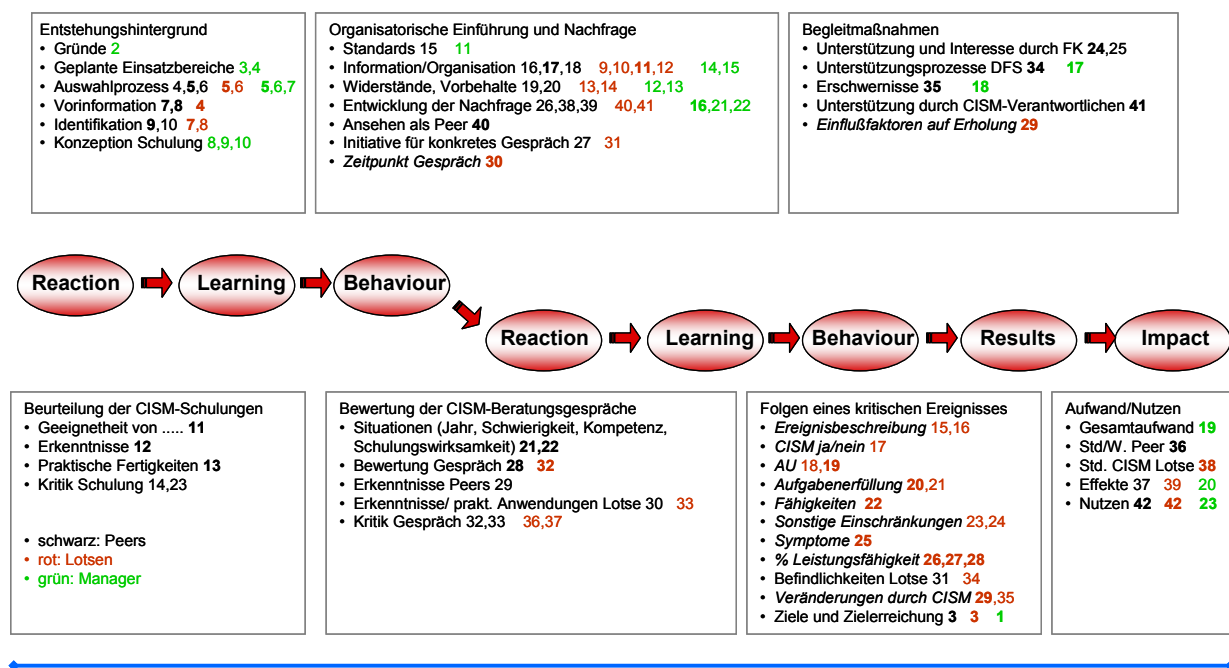 Entstehungshintergrund
• Gründe 2
• Geplante Einsatzbereiche 3,4
• Auswahlprozess 4,5,6 5,6 5,6,7
• Vorinformation 7,8 4
• Identifikation 9,10 7,8
• Konzeption Schulung 8,9,10
Organisatorische Einführung und Nachfrage
• Standards 15 11
• Information/Organisation 16,17,18 9,10,11,12 14,15
• Widerstände, Vorbehalte 19,20 13,14 12,13
• Entwicklung der Nachfrage 26,38,39 40,41 16,21,22
• Ansehen als Peer 40
• Initiative für konkretes Gespräch 27 31
• Zeitpunkt Gespräch 30
Begleitmaßnahmen
• Unterstützung und Interesse durch FK 24,25
• Unterstützungsprozesse DFS 34 17
• Erschwernisse 35 18
• Unterstützung durch CISM-Verantwortlichen 41
• Einflußfaktoren auf Erholung 29
Reaction
Learning
Behaviour
Reaction
Learning
Behaviour
Results
Impact
Beurteilung der CISM-Schulungen
• Geeignetheit von ..... 11
• Erkenntnisse 12
• Praktische Fertigkeiten 13
• Kritik Schulung 14,23
• schwarz: Peers
• rot: Lotsen
• grün: Manager
Bewertung der CISM-Beratungsgespräche
• Situationen (Jahr, Schwierigkeit, Kompetenz,
Schulungswirksamkeit) 21,22
• Bewertung Gespräch 28 32
• Erkenntnisse Peers 29
• Erkenntnisse/ prakt. Anwendungen Lotse 30 33
• Kritik Gespräch 32,33 36,37
Folgen eines kritischen Ereignisses
• Ereignisbeschreibung 15,16
• CISM ja/nein 17
• AU 18,19
• Aufgabenerfüllung 20,21
• Fähigkeiten 22
• Sonstige Einschränkungen 23,24
• Symptome 25
• % Leistungsfähigkeit 26,27,28
• Befindlichkeiten Lotse 31 34
• Veränderungen durch CISM 29,35
• Ziele und Zielerreichung 3 3 1
Aufwand/Nutzen
• Gesamtaufwand 19
• Std/W. Peer 36
• Std. CISM Lotse 38
• Effekte 37 39 20
• Nutzen 42 42 23